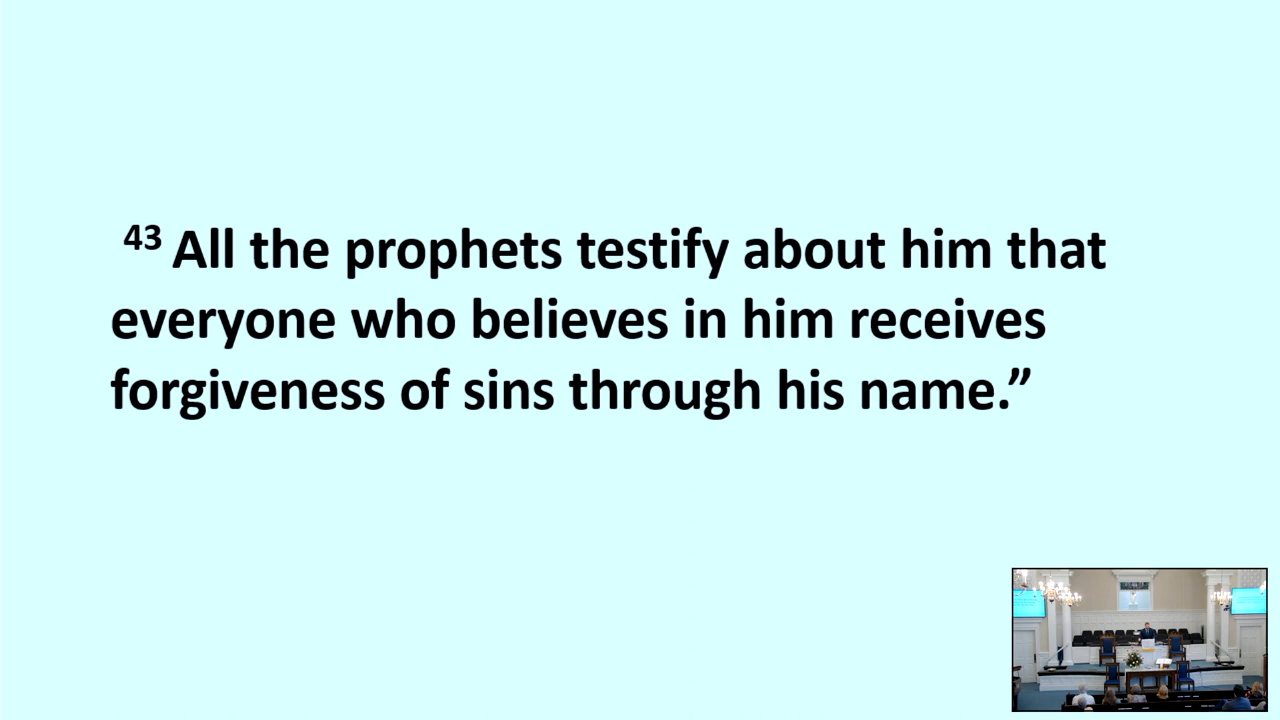 43 All the prophets testify about him that
everyone who believes in him receives
forgiveness of sins through his name.”